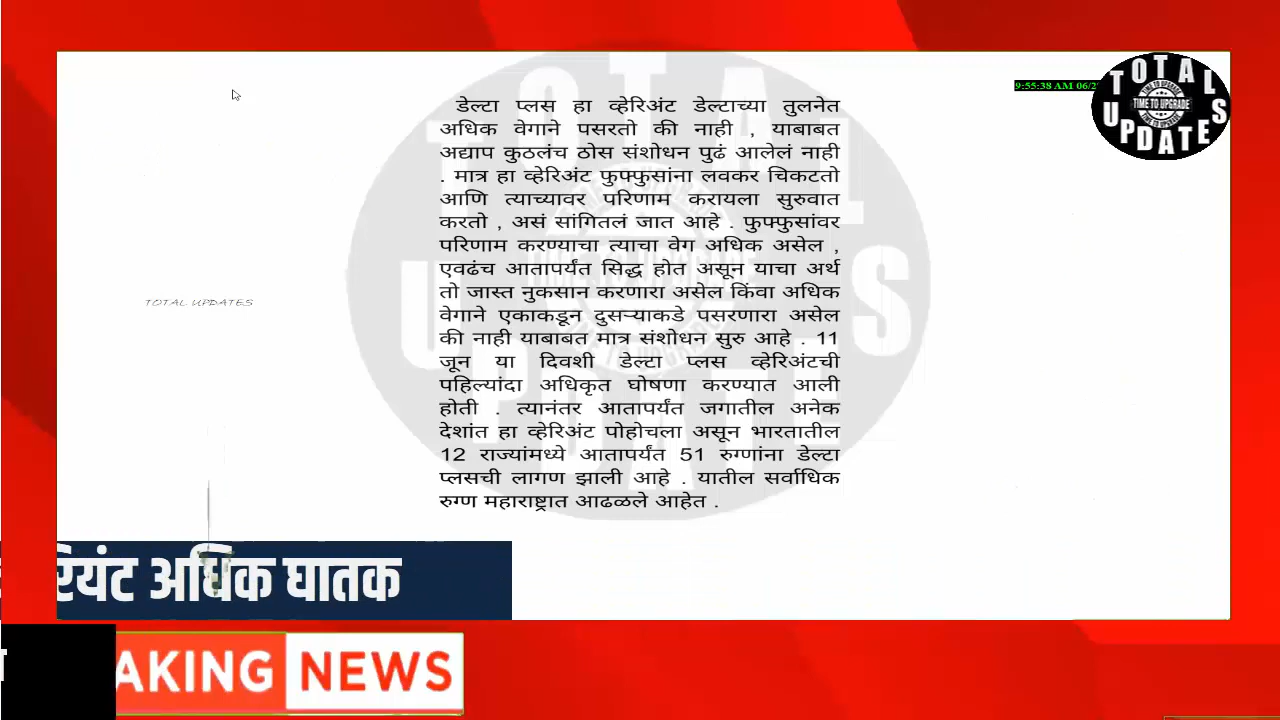 9:55:38 AM 06/2
TOTAL
TIME TO UPGRADE
UPDATES
डेल्टा प्लस हा व्हेरिअंट डेल्टाच्या तुलनेत
अधिक वेगाने पसरतो की नाही , याबाबत
अद्याप कुठलंच ठोस संशोधन पुढं आलेलं नाही
. मात्र हा व्हेरिअंट फुफ्फुसांना लवकर चिकटतो
आणि त्याच्यावर परिणाम करायला सुरुवात
करतो , असं सांगितलं जात आहे . फुफ्फुसांवर
परिणाम करण्याचा त्याचा वेग अधिक असेल ,
एवढंच आतापर्यंत सिद्ध होत असून याचा अर्थ
तो जास्त नुकसान करणारा असेल किंवा अधिक
वेगाने एकाकडून दुसऱ्याकडे पसरणारा असेल
की नाही याबाबत मात्र संशोधन सुरु आहे . 11
जून या दिवशी डेल्टा प्लस व्हेरिअंटची
पहिल्यांदा अधिकृत घोषणा करण्यात आली
होती . त्यानंतर आतापर्यंत जगातील अनेक
देशांत हा व्हेरिअंट पोहोचला असून भारतातील
12 राज्यांमध्ये आतापर्यंत 51 रुग्णांना डेल्टा
प्लसची लागण झाली आहे . यातील सर्वाधिक
रुग्ण महाराष्ट्रात आढळले आहेत .
TOTAL UPDATES
रियंट अधिक घातक
AKING NEWS